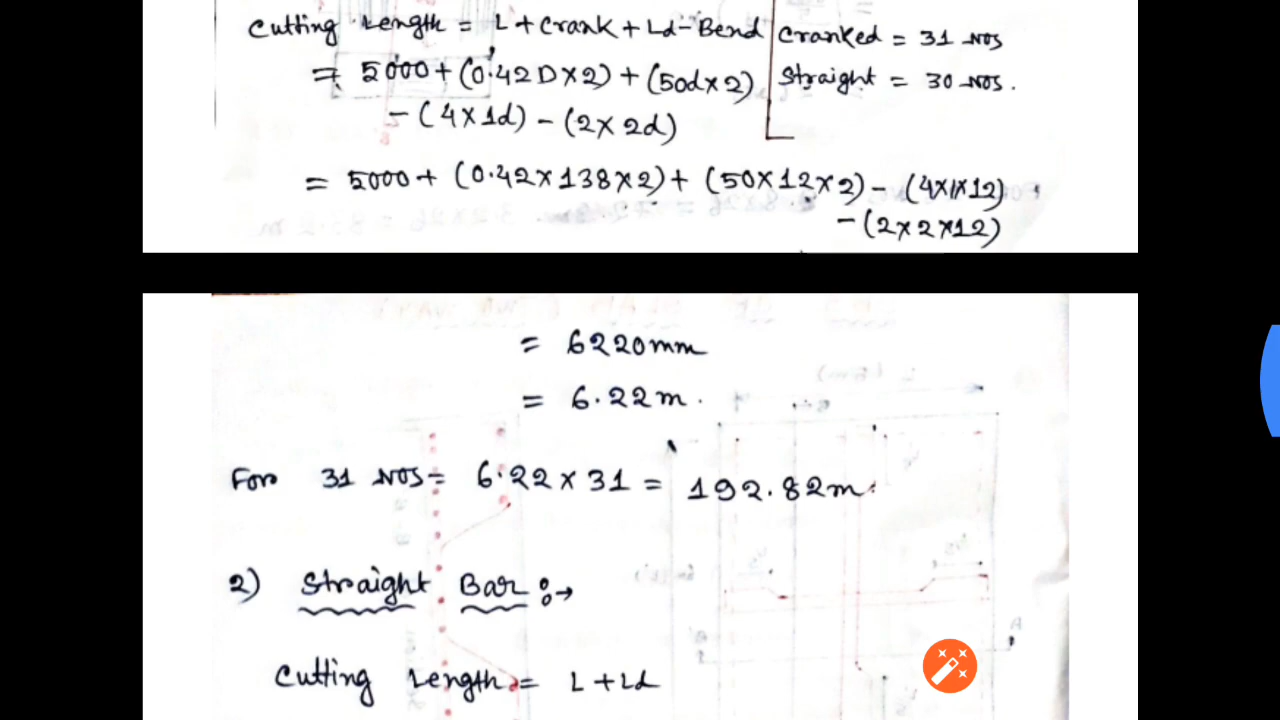 Cutting Length = L + Crank + Ld - Bend
Cranked = 31 Nos
Straight = 30 Nos.
= 5000 + (0.42D×2) + (50d×2)
- (4×1d) - (2×2d)
= 5000 + (0.42×138×2) + (50×12×2) - (4×1×12)
- (2×2×12)
= 6220mm
= 6.22m.
For 31 Nos = 6.22×31 = 192.82m.
2) Straight Bar :→
Cutting Length = L + Ld